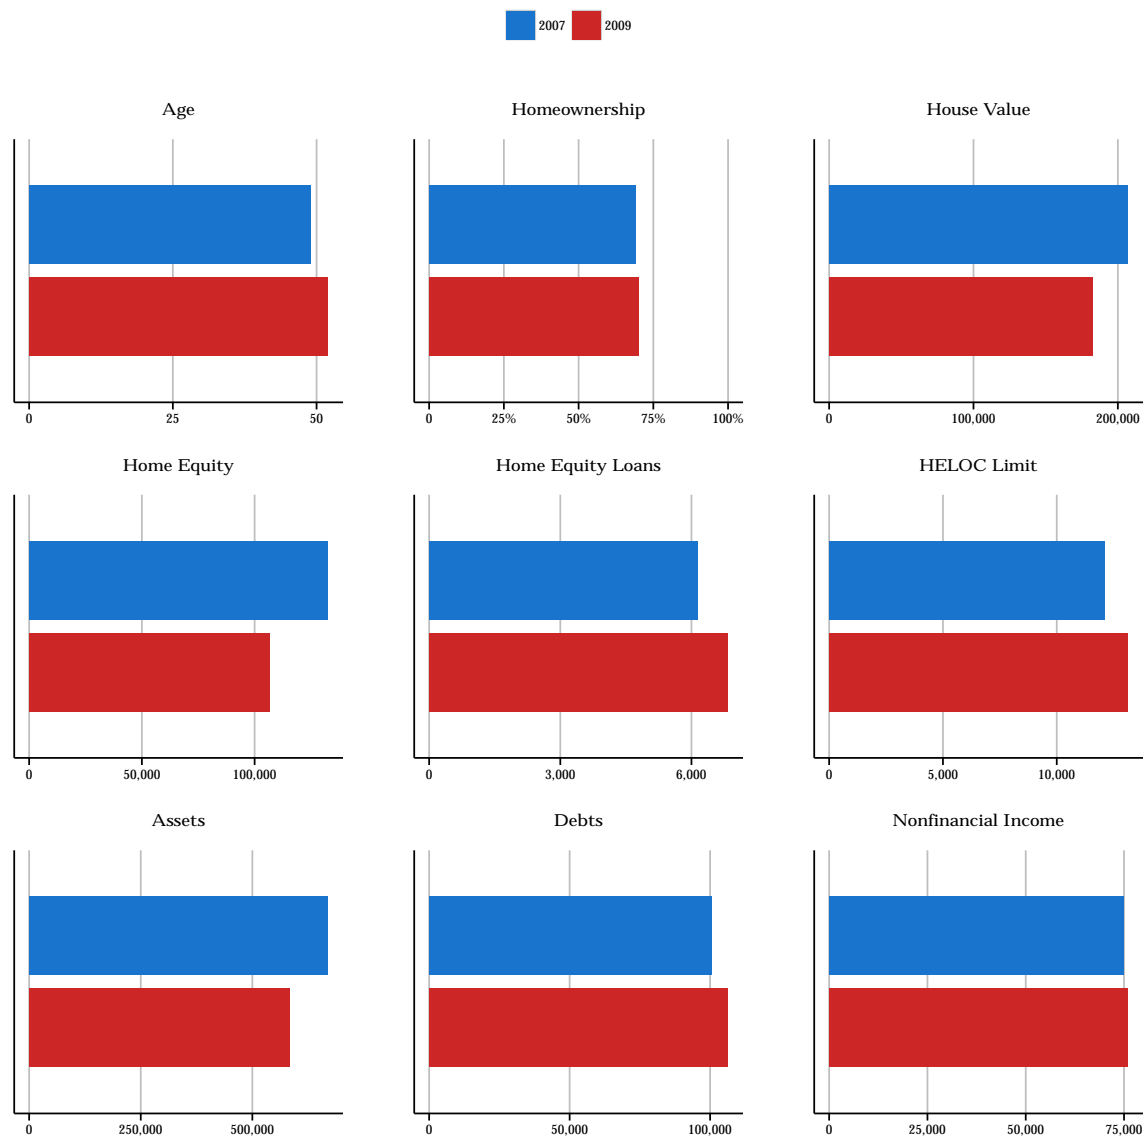 2007 2009
Age Homeownership House Value
0 25 50 0 25% 50% 75% 100% 0 100,000 200,000
Home Equity Home Equity Loans HELOC Limit
0 50,000 100,000 0 3,000 6,000 0 5,000 10,000
Assets Debts Nonfinancial Income
0 250,000 500,000 0 50,000 100,000 0 25,000 50,000 75,000